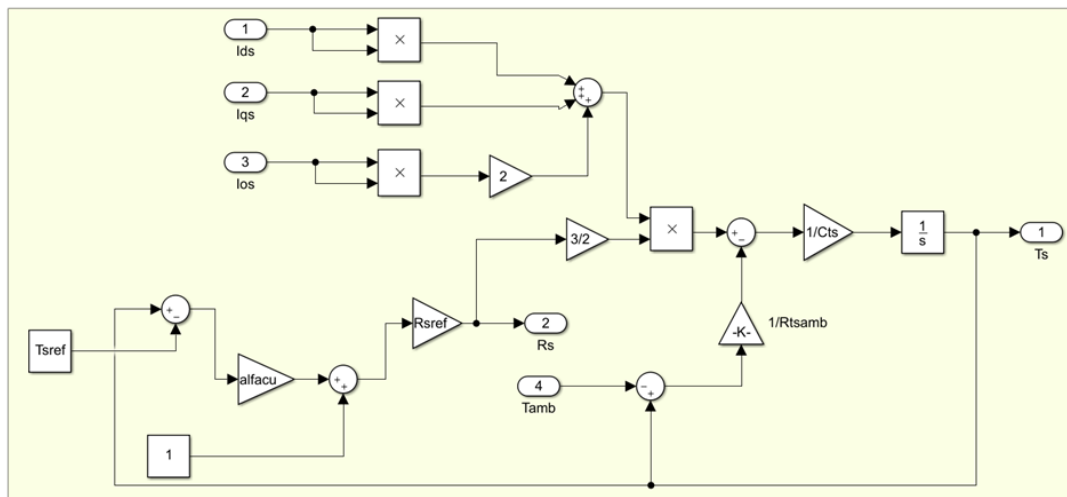 1
Ids
×
2
Iqs
×
3
Ios
×
2
+
+
+
3/2
×
+
−
1/Cts
1
s
1
Ts
Tsref
+
−
alfacu
+
+
1
Rsref
2
Rs
-K-
1/Rtsamb
4
Tamb
−
+